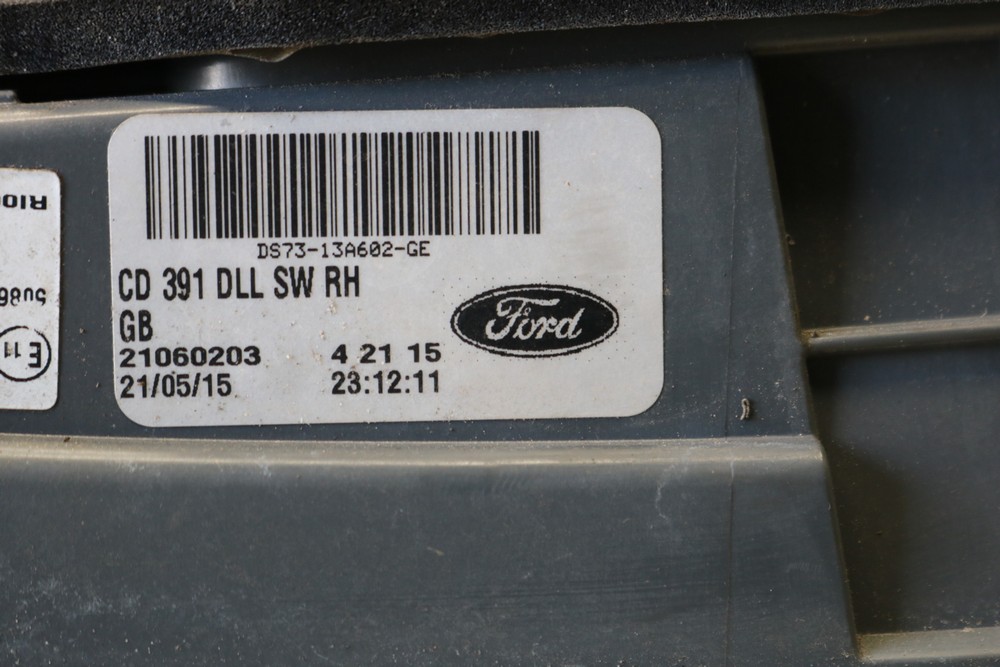 DS73-13A602-GE
CD 391 DLL SW RH
GB
21060203 4 21 15
21/05/15 23:12:11
Ford
E11